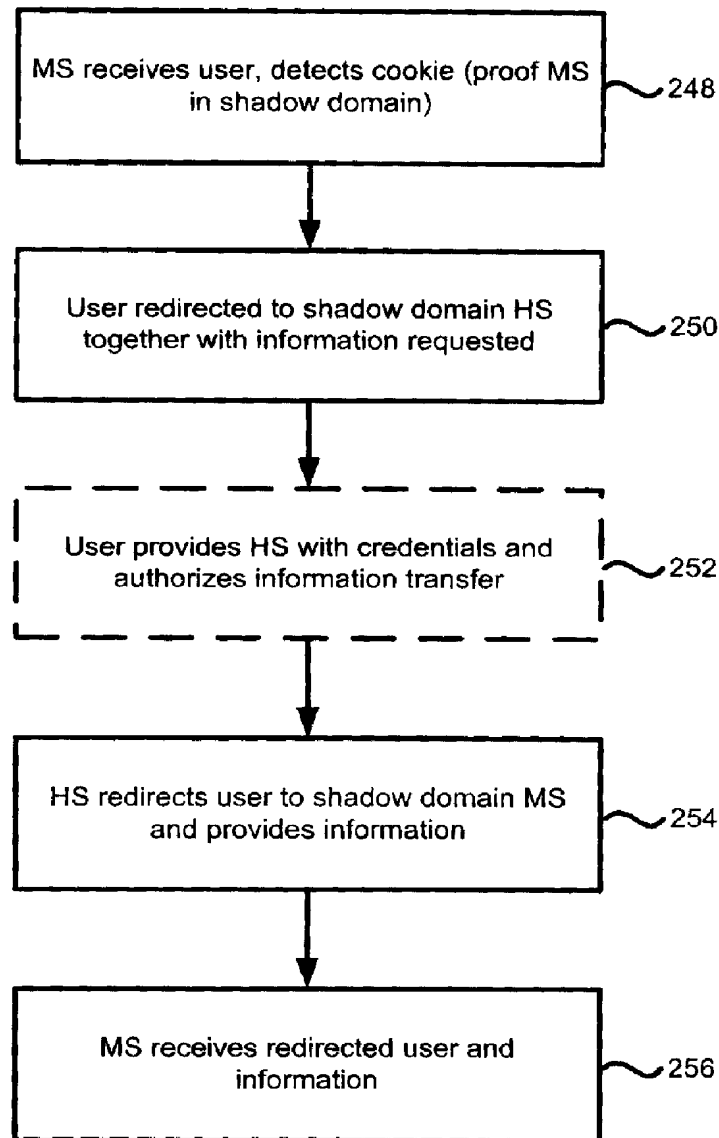 MS receives user, detects cookie (proof MS
in shadow domain)
248
User redirected to shadow domain HS
together with information requested
250
User provides HS with credentials and
authorizes information transfer
252
HS redirects user to shadow domain MS
and provides information
254
MS receives redirected user and
information
256